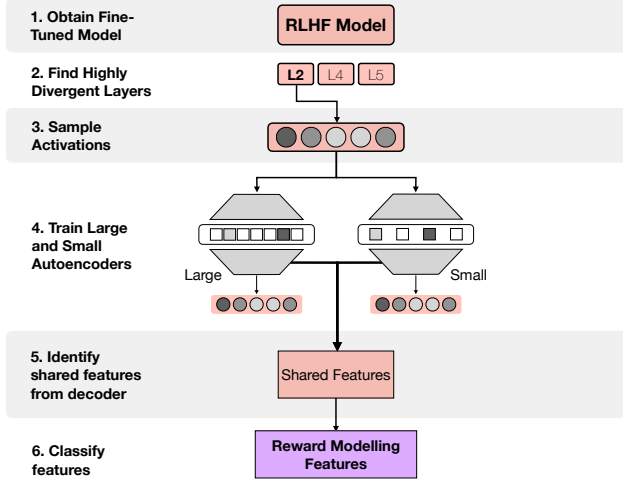 1. Obtain Fine-
Tuned Model
RLHF Model
2. Find Highly
Divergent Layers
L2
L4
L5
3. Sample
Activations
4. Train Large
and Small
Autoencoders
Large
Small
5. Identify
shared features
from decoder
Shared Features
6. Classify
features
Reward Modelling
Features